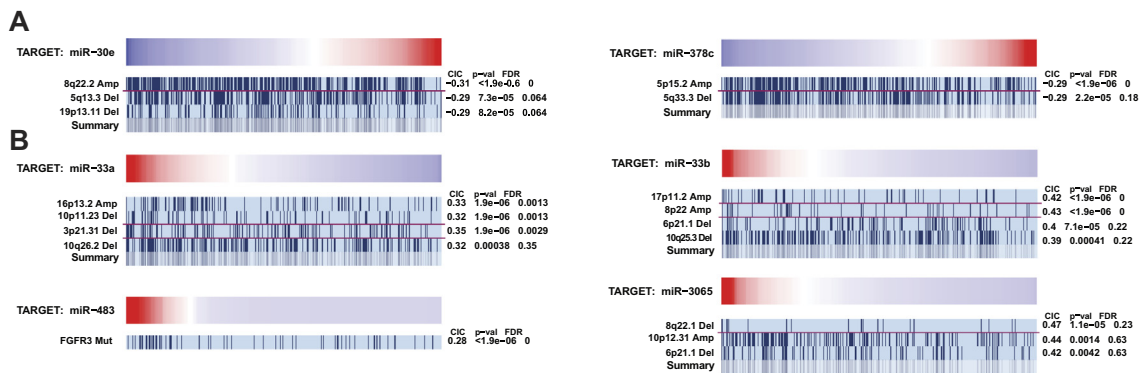 A
TARGET: miR−30e
CIC p−val FDR
8q22.2 Amp −0.31 <1.9e−0.6 0
5q13.3 Del −0.29 7.3e−05 0.064
19p13.11 Del −0.29 8.2e−05 0.064
Summary
TARGET: miR−378c
CIC p−val FDR
5p15.2 Amp −0.29 <1.9e−06 0
5q33.3 Del −0.29 2.2e−05 0.18
Summary
B
TARGET: miR−33a
CIC p−val FDR
16p13.2 Amp 0.33 1.9e−06 0.0013
10p11.23 Del 0.32 1.9e−06 0.0013
3p21.31 Del 0.35 1.9e−06 0.0029
10q26.2 Del 0.32 0.00038 0.35
Summary
TARGET: miR−33b
CIC p−val FDR
17p11.2 Amp 0.42 <1.9e−06 0
8p22 Amp 0.43 <1.9e−06 0
6p21.1 Del 0.4 7.1e−05 0.22
10q25.3 Del 0.39 0.00041 0.22
Summary
TARGET: miR−483
CIC p−val FDR
FGFR3 Mut 0.28 <1.9e−06 0
TARGET: miR−3065
CIC p−val FDR
8q22.1 Del 0.47 1.1e−05 0.23
10p12.31 Amp 0.44 0.0014 0.63
6p21.1 Del 0.42 0.0042 0.63
Summary